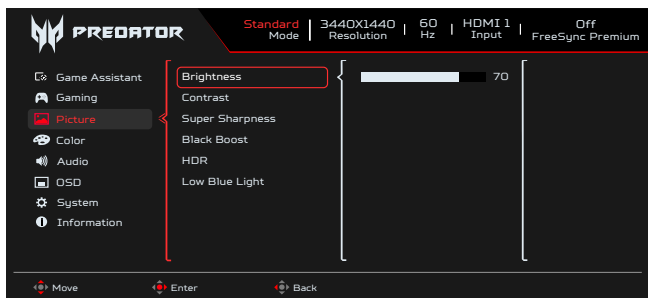 PREDATOR
Standard Mode
3440X1440 Resolution
60 Hz
HDMI 1 Input
Off FreeSync Premium
Game Assistant
Gaming
Picture
Color
Audio
OSD
System
Information
Brightness
Contrast
Super Sharpness
Black Boost
HDR
Low Blue Light
70
Move
Enter
Back